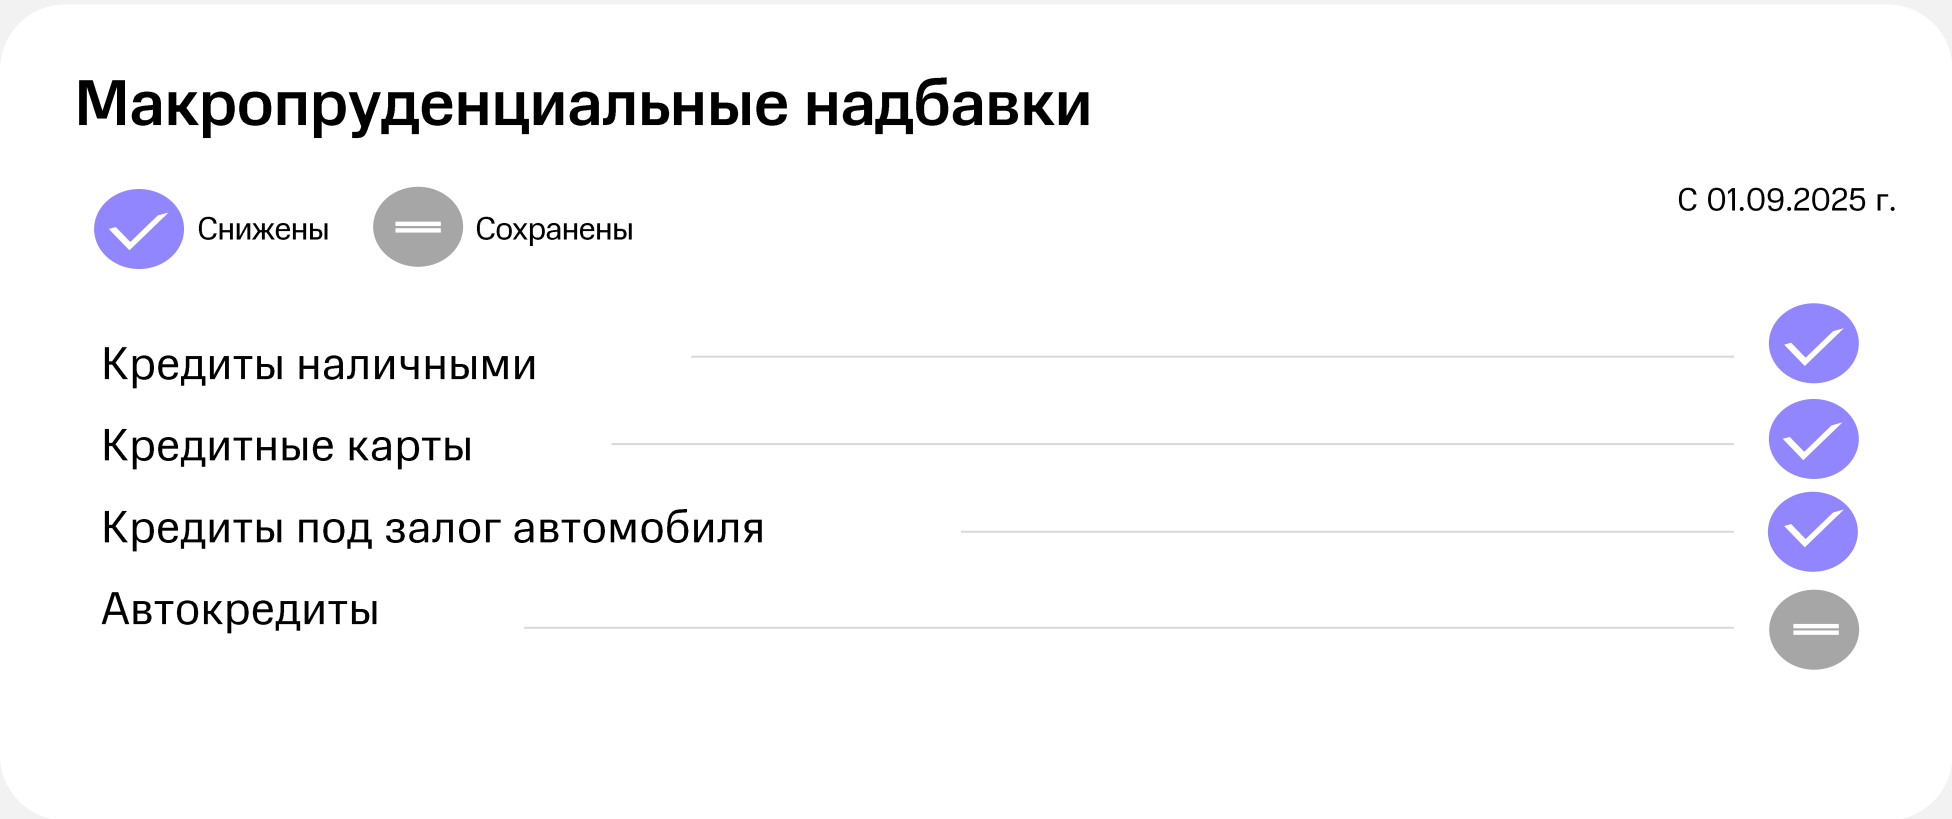 Макропруденциальные надбавки
С 01.09.2025 г.
Снижены Сохранены
Кредиты наличными
Кредитные карты
Кредиты под залог автомобиля
Автокредиты